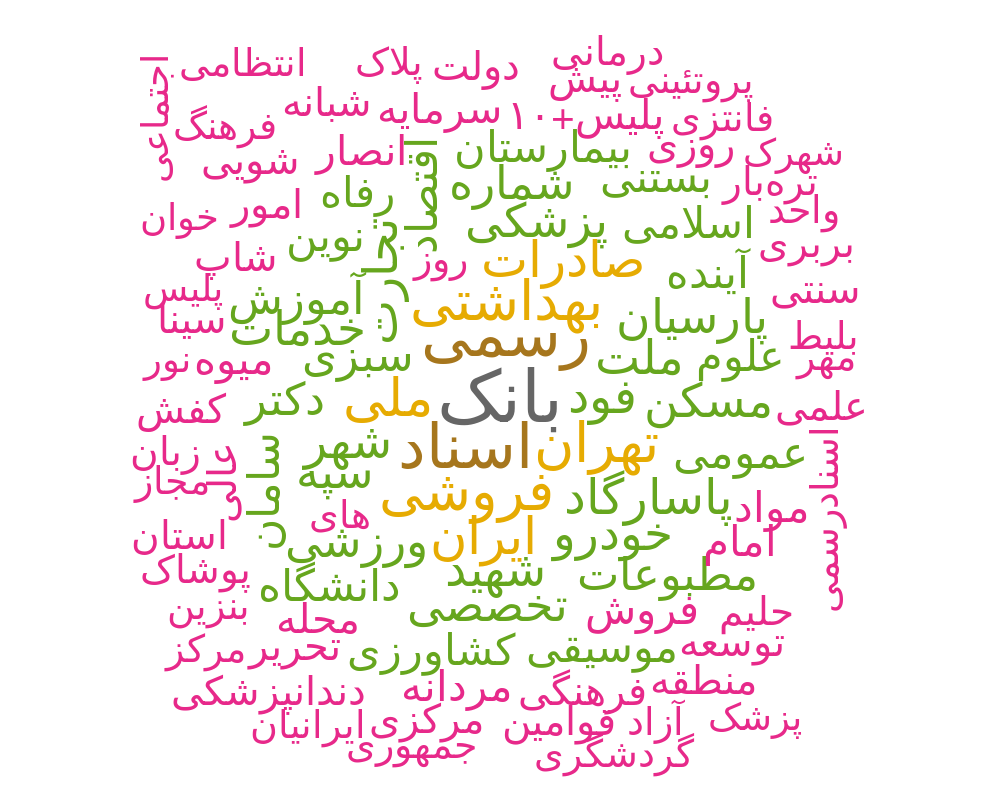 درمانی
انتظامی
پلاک
دولت
پیش
پروتئینی
اجتماعی
شبانه
سرمایه
پلیس+۱۰
فانتزی
فرهنگ
شویی
انصار
اقتصاد
بیمارستان
روزی
شهرک
رفاه
شماره
بستنی
تره‌بار
خوان
امور
واحد
نوین
تجارت
پزشکی
اسلامی
بربری
شاپ
روز
صادرات
آینده
سنتی
پلیس
آموزش
بهداشتی
سینا
خدمات
پارسیان
بلیط
رسمی
نور
میوه
سبزی
ملت
علوم
مهر
کفش
دکتر
ملی
بانک
فود
مسکن
علمی
زبان
عالی
سامان
شهر
اسناد
تهران
عمومی
اسنادرسمی
مجاز
سپه
فروشی
پاسارگاد
مواد
های
استان
ورزشی
ایران
خودرو
امام
پوشاک
دانشگاه
شهید
مطبوعات
بنزین
محله
تخصصی
فروش
حلیم
مرکز
تحریر
کشاورزی
موسیقی
توسعه
دندانپزشکی
مردانه
فرهنگی
منطقه
ایرانیان
مرکزی
قوامین
آزاد
پزشک
جمهوری
گردشگری